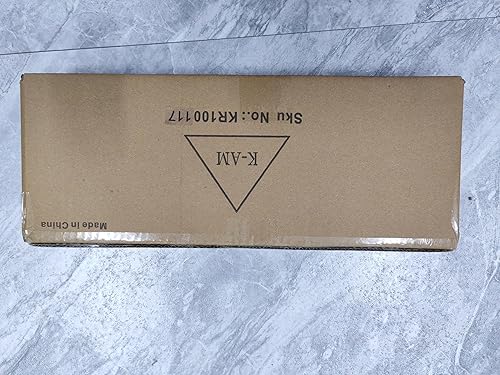 Made in China
K-AM
Sku No.: KR100117